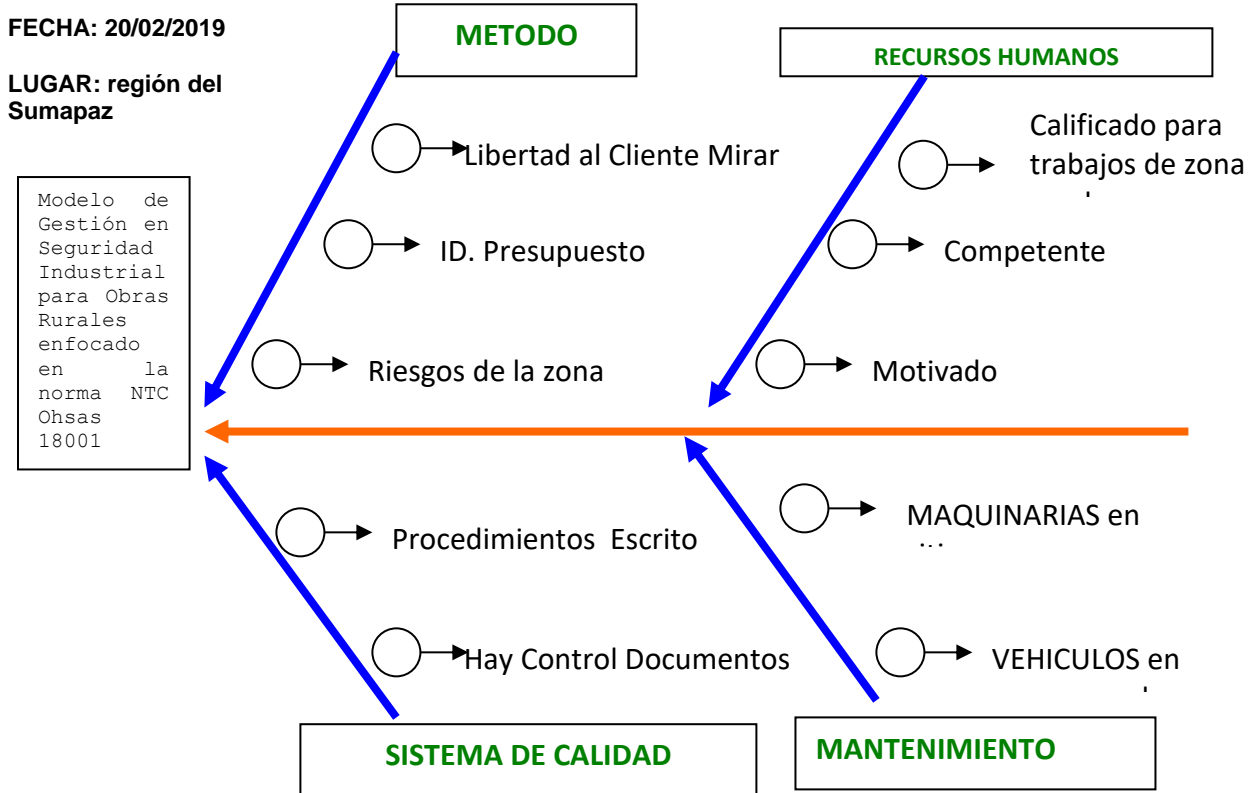 FECHA: 20/02/2019
LUGAR: región del
Sumapaz
METODO
RECURSOS HUMANOS
Libertad al Cliente Mirar
ID. Presupuesto
Riesgos de la zona
Calificado para
trabajos de zona
Competente
Motivado
Modelo de
Gestión en
Seguridad
Industrial
para Obras
Rurales
enfocado
en la
norma NTC
Ohsas
18001
Procedimientos Escrito
Hay Control Documentos
MAQUINARIAS en
VEHICULOS en
SISTEMA DE CALIDAD
MANTENIMIENTO